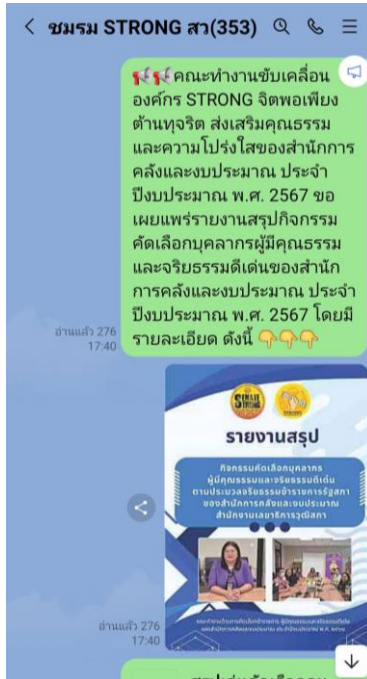 ชมรม STRONG สว(353)
คณะทำงานขับเคลื่อน
องค์กร STRONG จิตพอเพียง
ต้านทุจริต ส่งเสริมคุณธรรม
และความโปร่งใสของสำนักการ
คลังและงบประมาณ ประจำ
ปีงบประมาณ พ.ศ. 2567 ขอ
เผยแพร่รายงานสรุปกิจกรรม
คัดเลือกบุคลากรผู้มีคุณธรรม
และจริยธรรมดีเด่นของสำนัก
การคลังและงบประมาณ ประจำ
ปีงบประมาณ พ.ศ. 2567 โดยมี
รายละเอียด ดังนี้
อ่านแล้ว 276
17:40
STRONG
รายงานสรุป
กิจกรรมคัดเลือกบุคลากร
ผู้มีคุณธรรมและจริยธรรมดีเด่น
ตามประมวลจริยธรรมข้าราชการรัฐสภา
ของสำนักการคลังและงบประมาณ
สำนักงานเลขาธิการวุฒิสภา
อ่านแล้ว 276
17:40